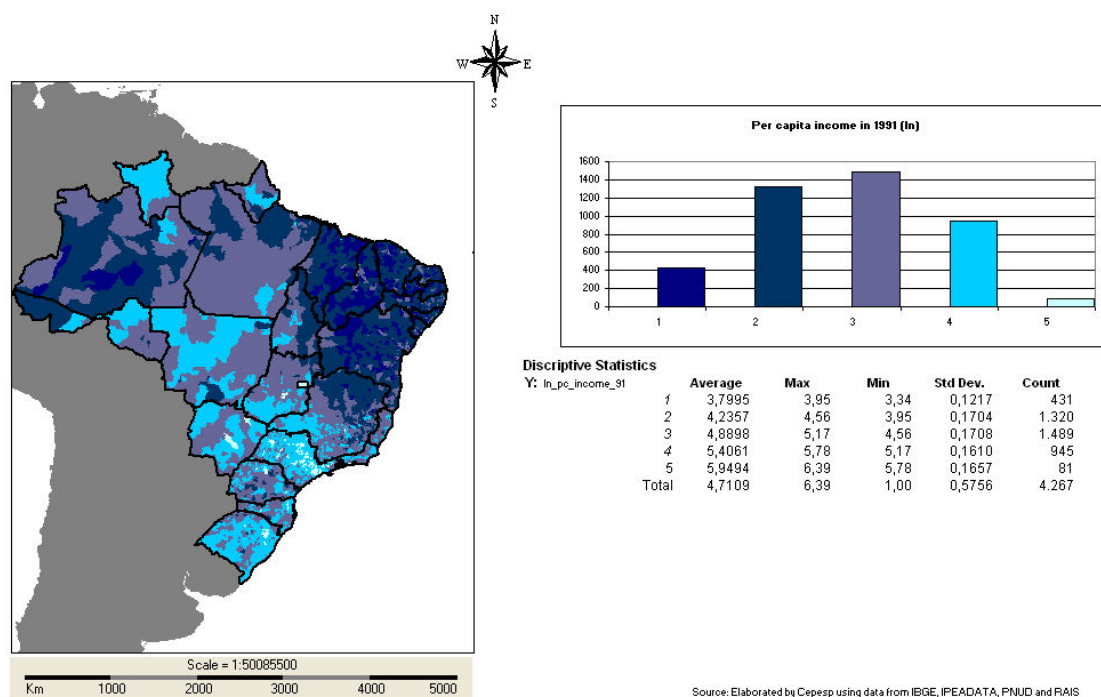 N
W E
S
Per capita income in 1991 (ln)
1600
1400
1200
1000
800
600
400
200
0
1 2 3 4 5
Discriptive Statistics
Y: ln_pc_income_91 Average Max Min Std Dev. Count
1 3,7995 3,95 3,34 0,1217 431
2 4,2357 4,56 3,95 0,1704 1.320
3 4,8898 5,17 4,56 0,1708 1.489
4 5,4061 5,78 5,17 0,1610 945
5 5,9494 6,39 5,78 0,1657 81
Total 4,7109 6,39 1,00 0,5756 4.267
Scale = 1:50085500
Km 1000 2000 3000 4000 5000
Source: Elaborated by Cepesp using data from IBGE, IPEADATA, PNUD and RAIS